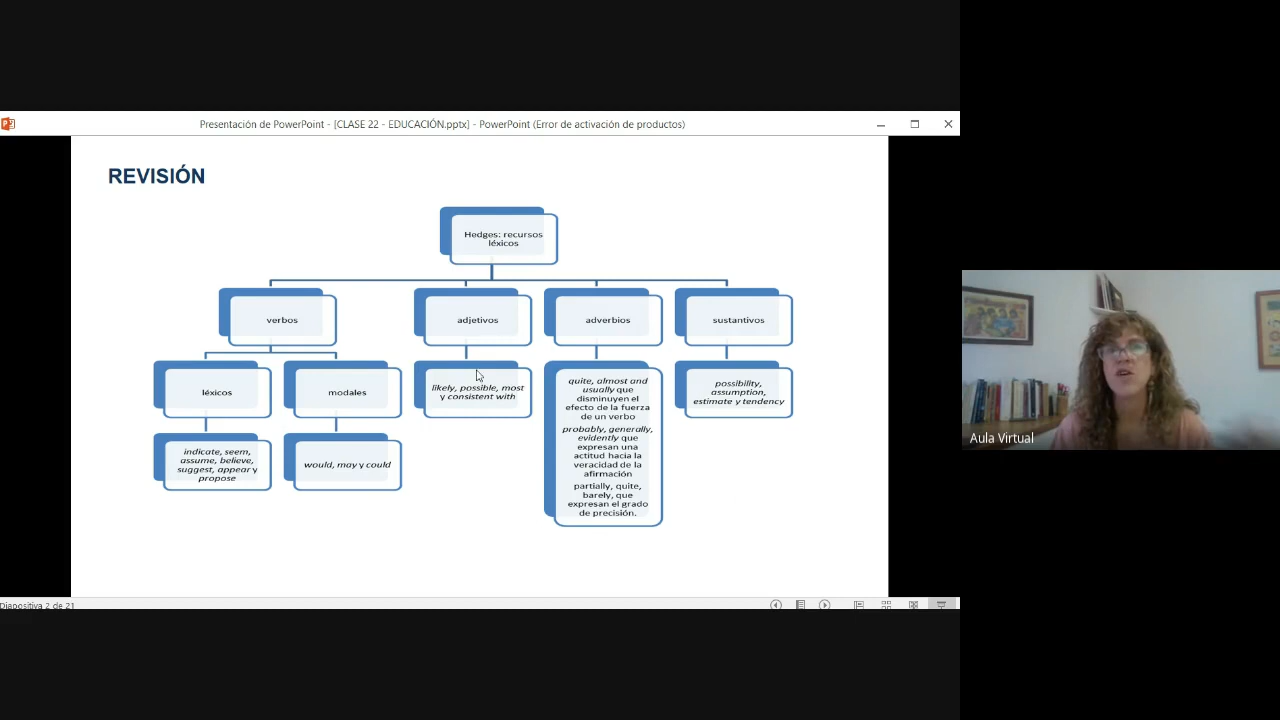 Presentación de PowerPoint - [CLASE 22 - EDUCACIÓN.pptx] - PowerPoint (Error de activación de productos)
REVISIÓN
Hedges: recursos
léxicos
verbos
adjetivos
adverbios
sustantivos
léxicos
modales
likely, possible, most
y consistent with
quite, almost and
usually que
disminuyen el
efecto de la fuerza
de un verbo
probably, generally,
evidently que
expresan una
actitud hacia la
veracidad de la
afirmación
partially, quite,
barely, que
expresan el grado
de precisión.
possibility,
assumption,
estimate y tendency
indicate, seem,
assume, believe,
suggest, appear y
propose
would, may y could
Aula Virtual
Diapositiva 2 de 21